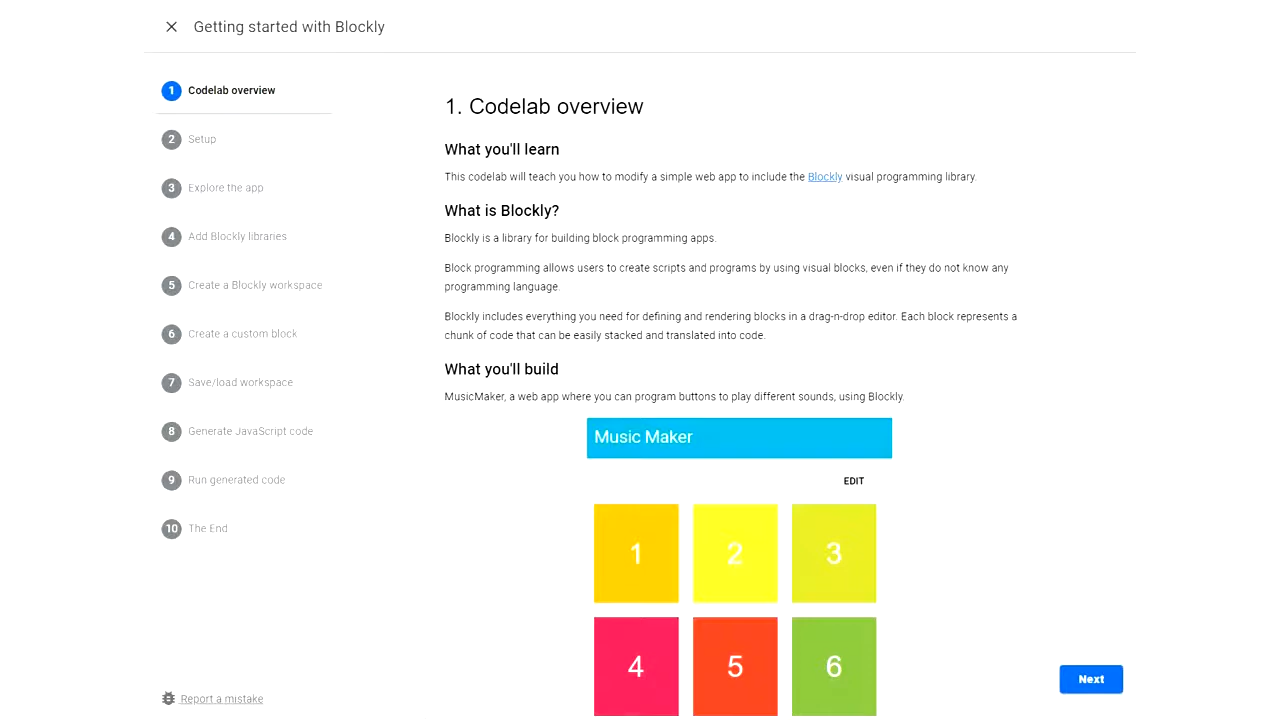 Getting started with Blockly
1 Codelab overview
2 Setup
3 Explore the app
4 Add Blockly libraries
5 Create a Blockly workspace
6 Create a custom block
7 Save/load workspace
8 Generate JavaScript code
9 Run generated code
10 The End
Report a mistake
1. Codelab overview
What you'll learn
This codelab will teach you how to modify a simple web app to include the Blockly visual programming library.
What is Blockly?
Blockly is a library for building block programming apps.
Block programming allows users to create scripts and programs by using visual blocks, even if they do not know any
programming language.
Blockly includes everything you need for defining and rendering blocks in a drag-n-drop editor. Each block represents a
chunk of code that can be easily stacked and translated into code.
What you'll build
MusicMaker, a web app where you can program buttons to play different sounds, using Blockly.
Music Maker
EDIT
1 2 3
4 5 6
Next